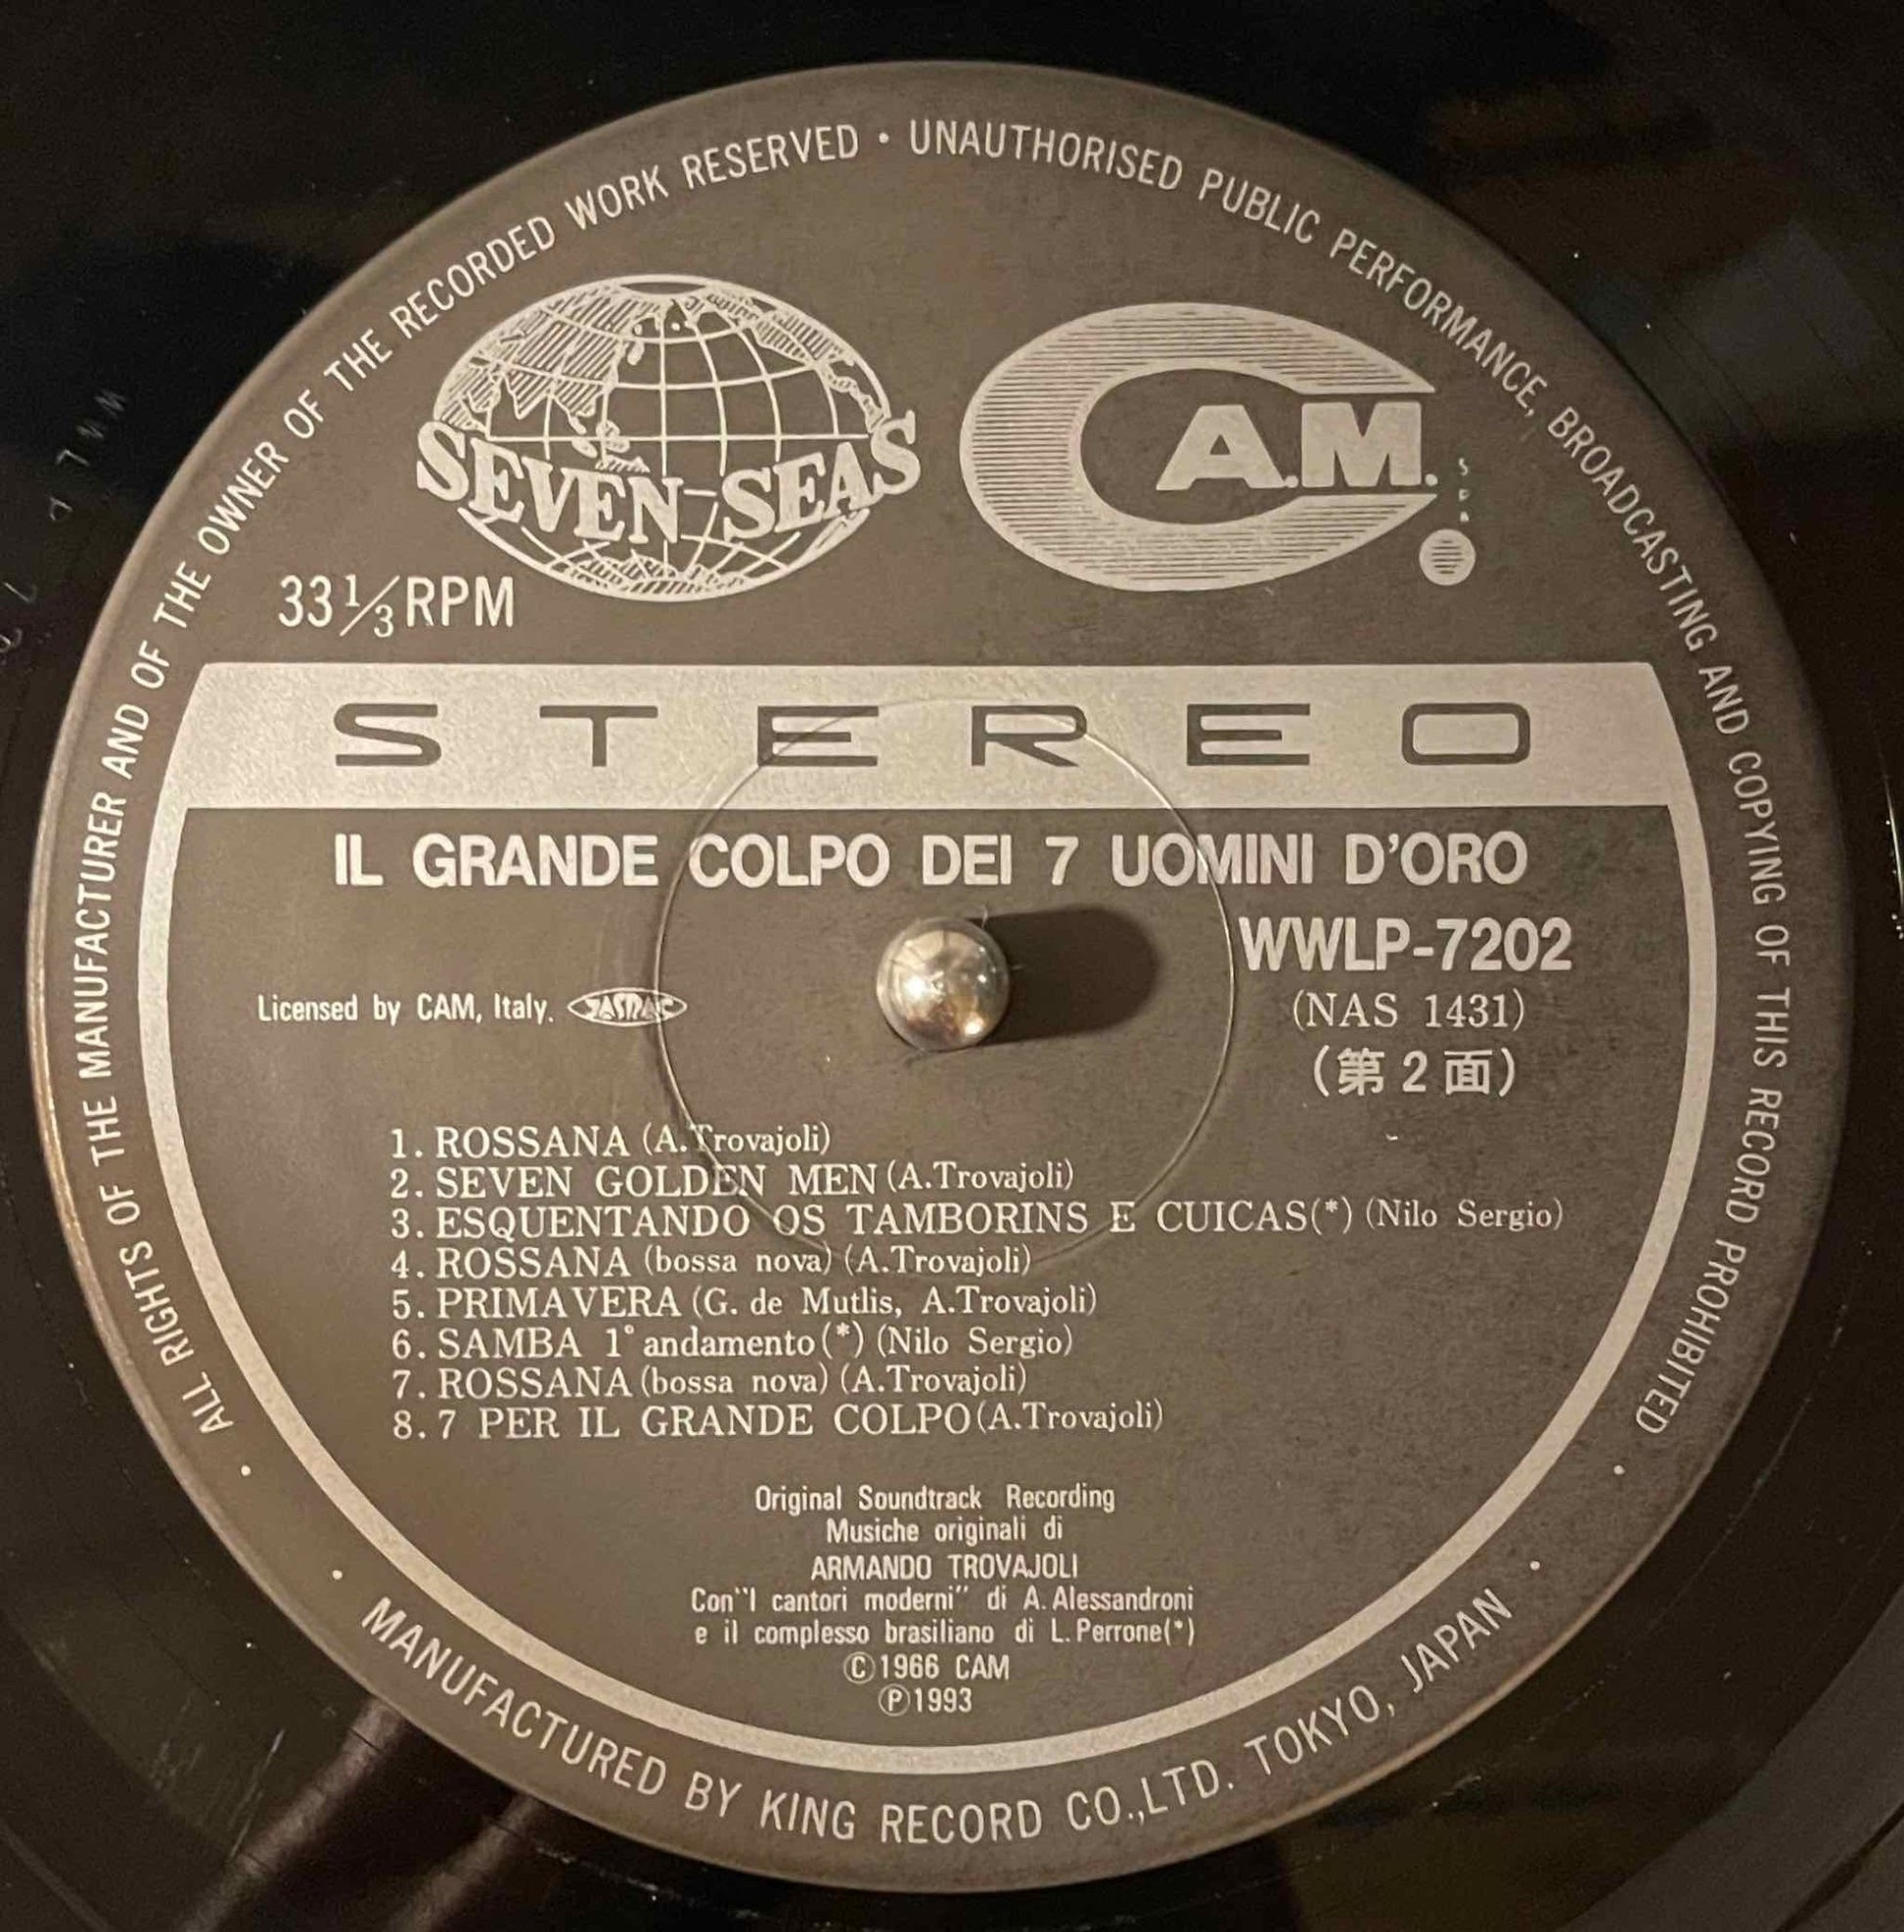 ALL RIGHTS OF THE MANUFACTURER AND OF THE OWNER OF THE RECORDED WORK RESERVED • UNAUTHORISED PUBLIC PERFORMANCE, BROADCASTING AND COPYING OF THIS RECORD PROHIBITED
SEVEN-SEAS
C.A.M.
33 1/3 RPM
STEREO
IL GRANDE COLPO DEI 7 UOMINI D'ORO
WWLP-7202
Licensed by CAM, Italy. JASRAC
(NAS 1431)
(第2面)
1. ROSSANA (A.Trovajoli)
2. SEVEN GOLDEN MEN (A.Trovajoli)
3. ESQUENTANDO OS TAMBORINS E CUICAS(*) (Nilo Sergio)
4. ROSSANA (bossa nova) (A.Trovajoli)
5. PRIMAVERA (G. de Mutlis, A.Trovajoli)
6. SAMBA 1° andamento(*) (Nilo Sergio)
7. ROSSANA (bossa nova) (A.Trovajoli)
8. 7 PER IL GRANDE COLPO (A.Trovajoli)
Original Soundtrack Recording
Musiche originali di
ARMANDO TROVAJOLI
Con "I cantori moderni" di A. Alessandroni
e il complesso brasiliano di L. Perrone(*)
©1966 CAM
℗1993
• MANUFACTURED BY KING RECORD CO.,LTD. TOKYO, JAPAN •